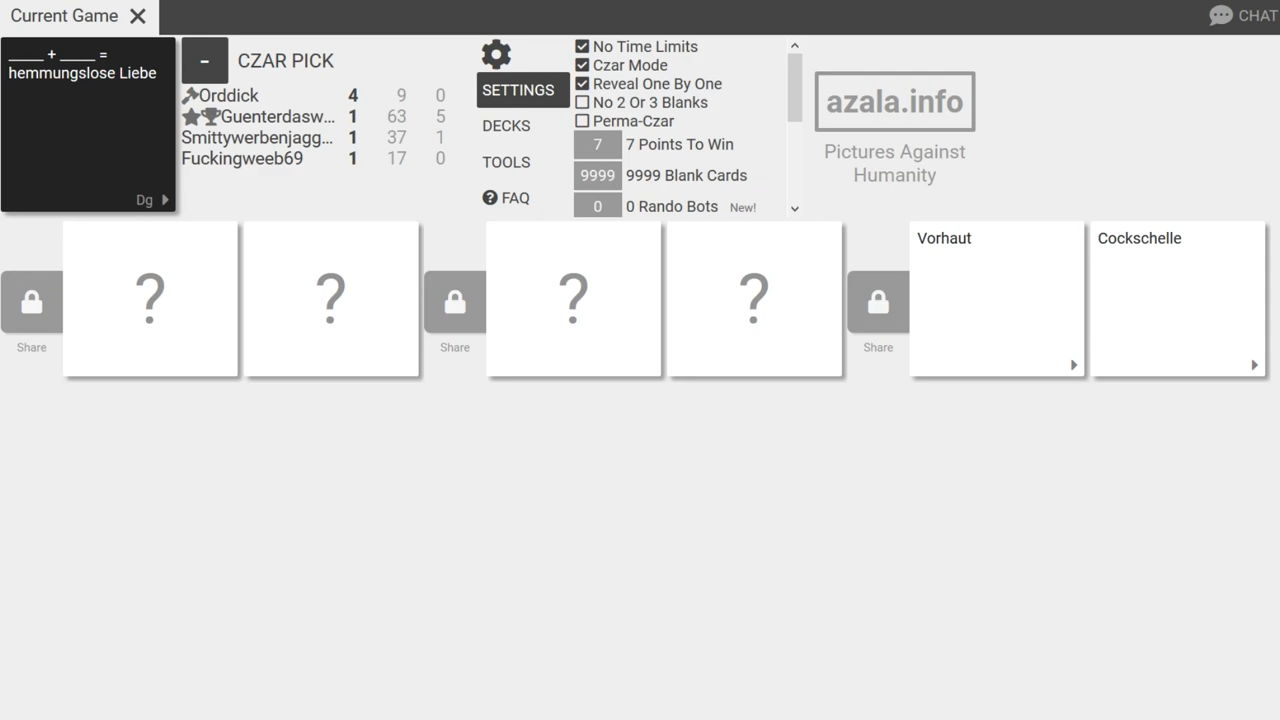 Current Game
CHAT
____ + ____ =
hemmungslose Liebe
Dg
-
CZAR PICK
Orddick 4 9 0
Guenterdasw... 1 63 5
Smittywerbenjagg... 1 37 1
Fuckingweeb69 1 17 0
SETTINGS
DECKS
TOOLS
? FAQ
No Time Limits
Czar Mode
Reveal One By One
No 2 Or 3 Blanks
Perma-Czar
7 7 Points To Win
9999 9999 Blank Cards
0 0 Rando Bots New!
azala.info
Pictures Against
Humanity
Share
?
?
Share
?
?
Share
Vorhaut
Cockschelle